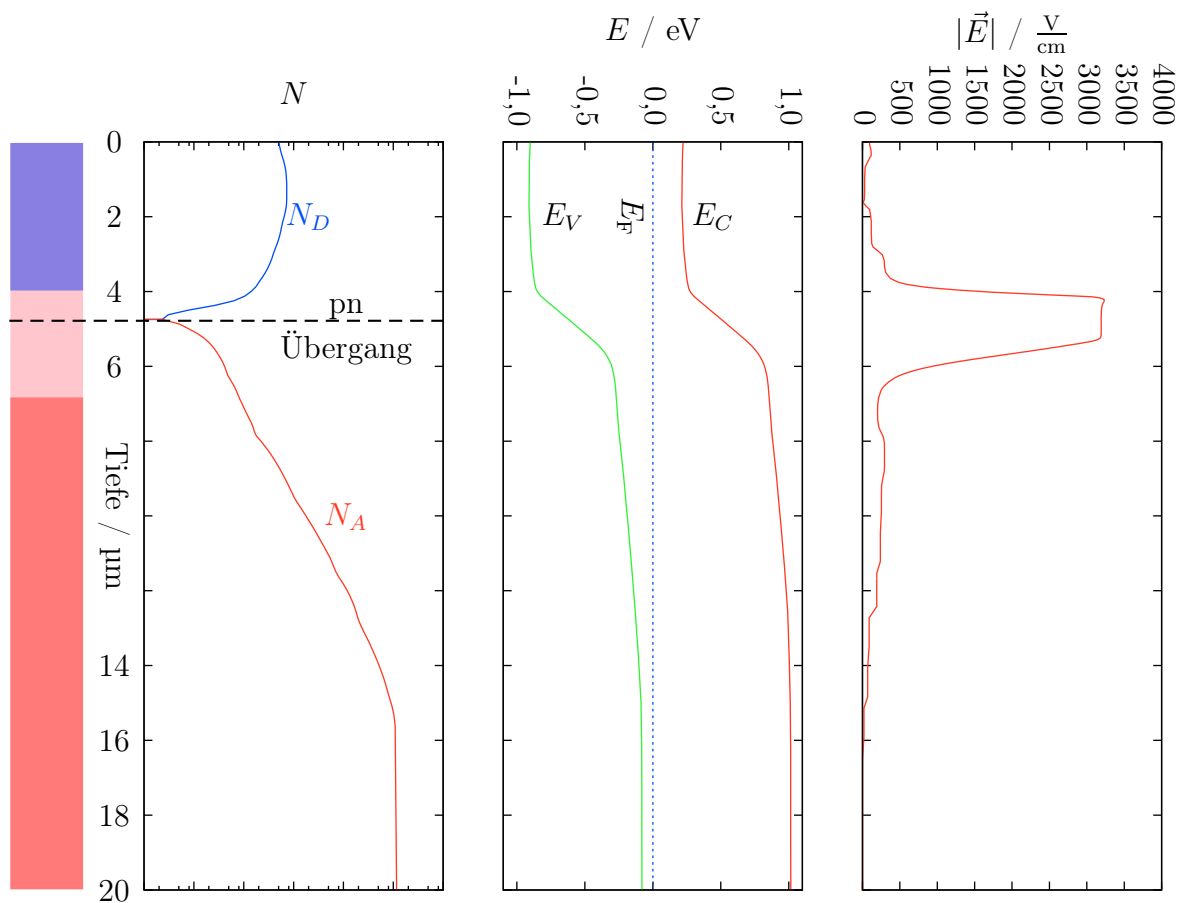 E / eV
|E⃗| / V/cm
N
-1,0 -0,5 0,0 0,5 1,0
0 500 1000 1500 2000 2500 3000 3500 4000
0
2
4
6
14
16
18
20
Tiefe / µm
N_D
pn
Übergang
N_A
E_V
E_F
E_C